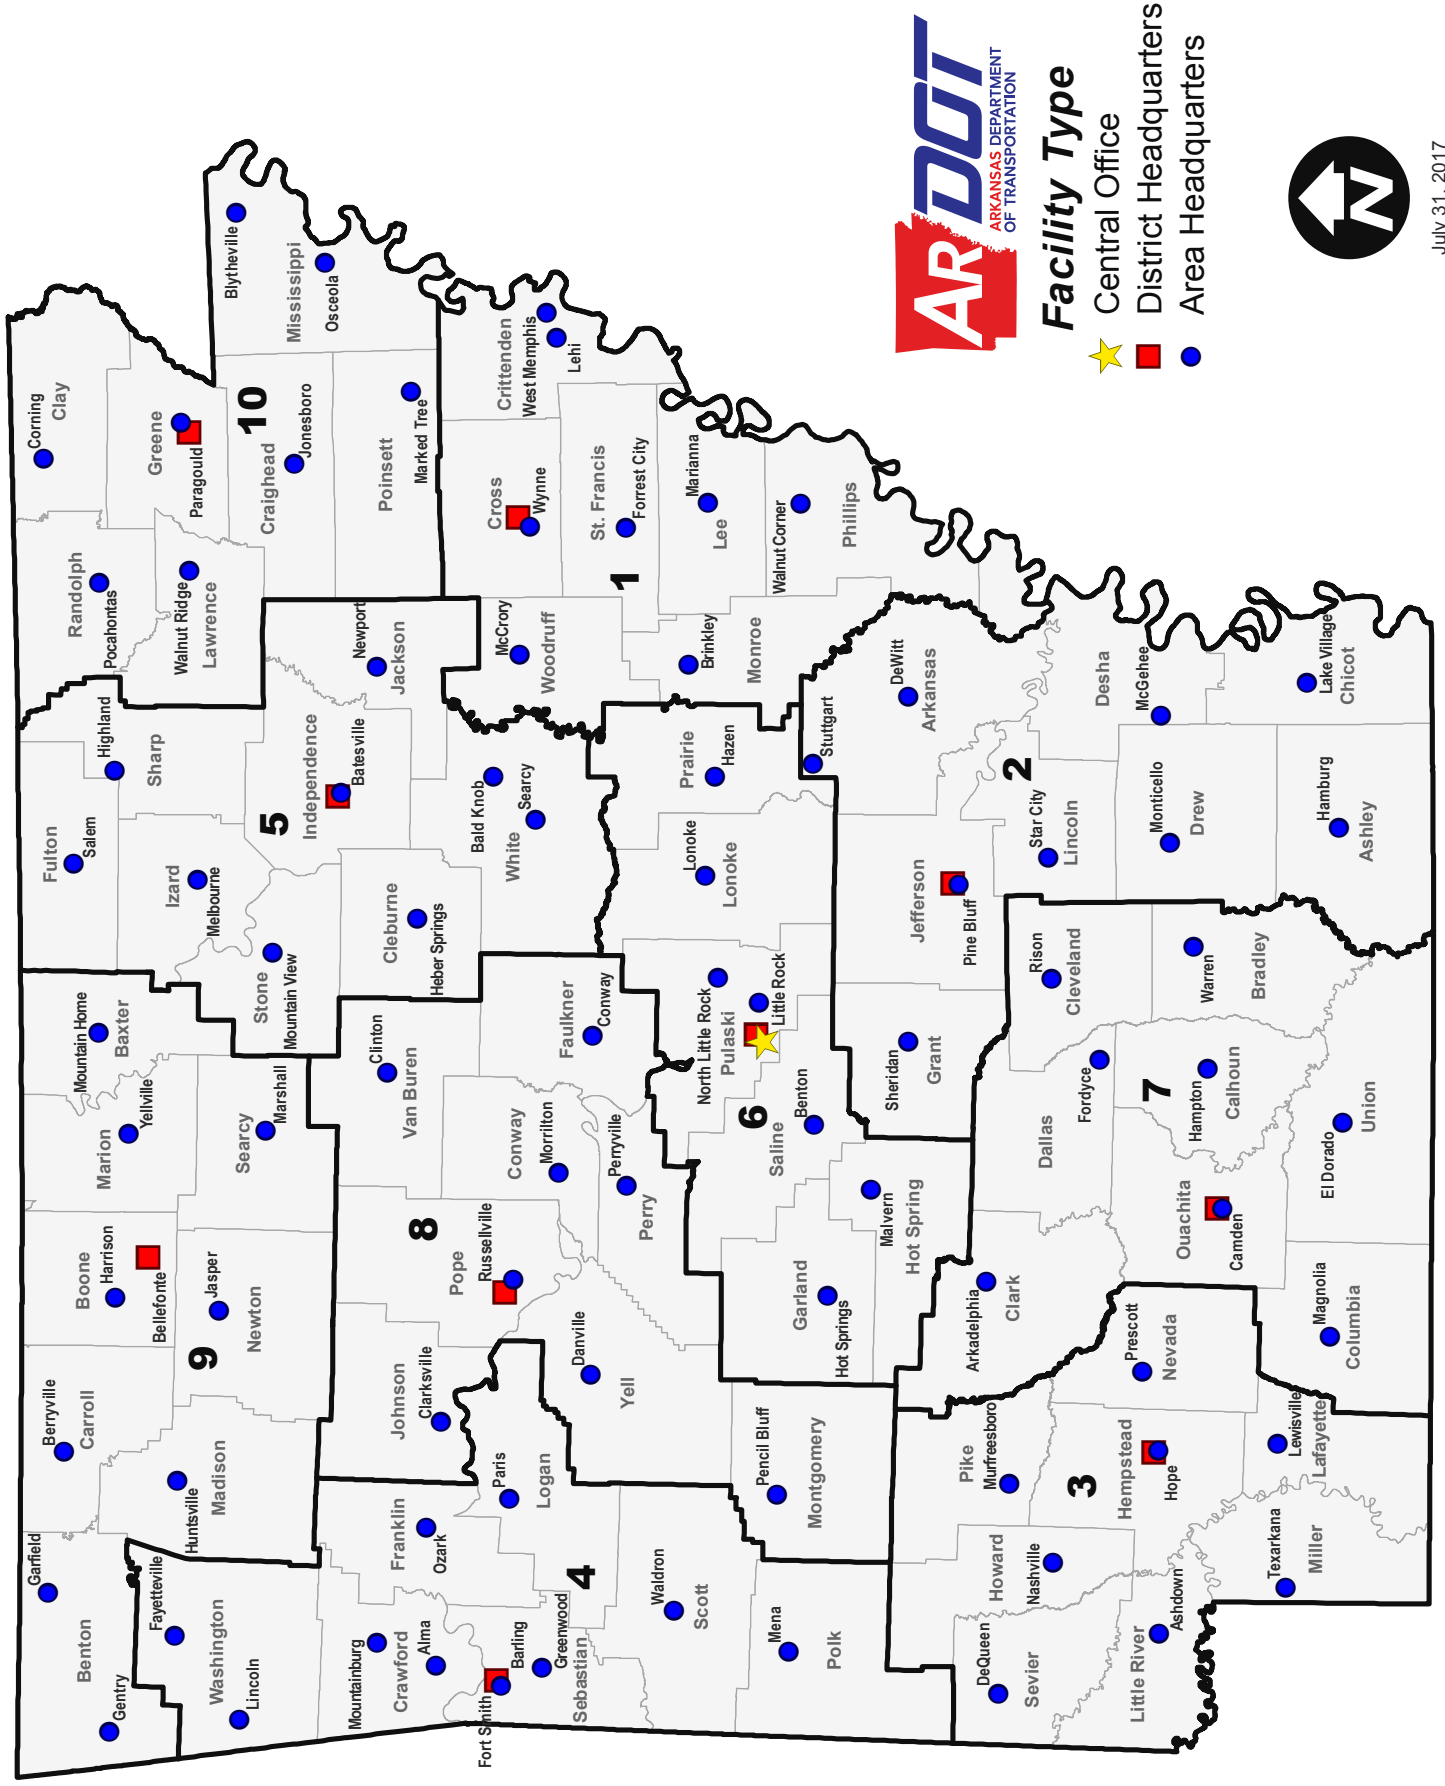 Benton
Garfield
Gentry
Carroll
Berryville
Boone
Harrison
Bellefonte
Marion
Yellville
Baxter
Mountain Home
Fulton
Salem
Sharp
Highland
Randolph
Pocahontas
Clay
Corning
Washington
Fayetteville
Lincoln
Madison
Huntsville
9
Newton
Jasper
Searcy
Marshall
Stone
Mountain View
Izard
Melbourne
5
Independence
Batesville
Lawrence
Walnut Ridge
Greene
Paragould
10
Craighead
Jonesboro
Mississippi
Blytheville
Osceola
Crawford
Mountainburg
Alma
Franklin
Ozark
Johnson
Clarksville
8
Pope
Russellville
Van Buren
Clinton
Cleburne
Heber Springs
Jackson
Newport
Poinsett
Marked Tree
Fort Smith
Barling
Greenwood
Sebastian
4
Logan
Paris
Conway
Morrilton
Faulkner
Conway
White
Bald Knob
Searcy
Woodruff
McCrory
Cross
Wynne
Crittenden
West Memphis
Lehi
Scott
Waldron
Yell
Danville
Perry
Perryville
1
St. Francis
Forrest City
Polk
Mena
Montgomery
Pencil Bluff
Garland
Hot Springs
6
Saline
Benton
Pulaski
North Little Rock
Little Rock
Lonoke
Lonoke
Prairie
Hazen
Monroe
Brinkley
Lee
Marianna
Phillips
Walnut Corner
Hot Spring
Malvern
Grant
Sheridan
Jefferson
Pine Bluff
Arkansas
Stuttgart
DeWitt
Sevier
DeQueen
Howard
Nashville
Pike
Murfreesboro
Clark
Arkadelphia
Dallas
Fordyce
Cleveland
Rison
2
Lincoln
Star City
Desha
McGehee
Little River
Ashdown
3
Hempstead
Hope
Nevada
Prescott
Ouachita
Camden
7
Calhoun
Hampton
Bradley
Warren
Drew
Monticello
Miller
Texarkana
Lafayette
Lewisville
Columbia
Magnolia
Union
El Dorado
Ashley
Hamburg
Chicot
Lake Village
AR DOT
ARKANSAS DEPARTMENT
OF TRANSPORTATION
Facility Type
Central Office
District Headquarters
Area Headquarters
N
July 31, 2017